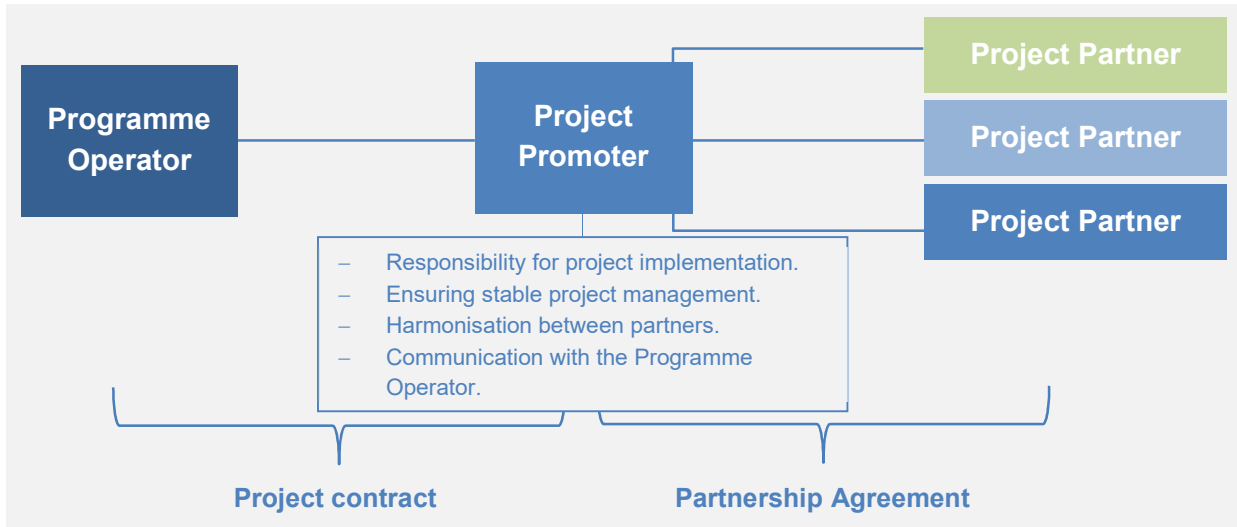 Programme
Operator
Project
Promoter
Project Partner
Project Partner
Project Partner
– Responsibility for project implementation.
– Ensuring stable project management.
– Harmonisation between partners.
– Communication with the Programme
Operator.
Project contract
Partnership Agreement